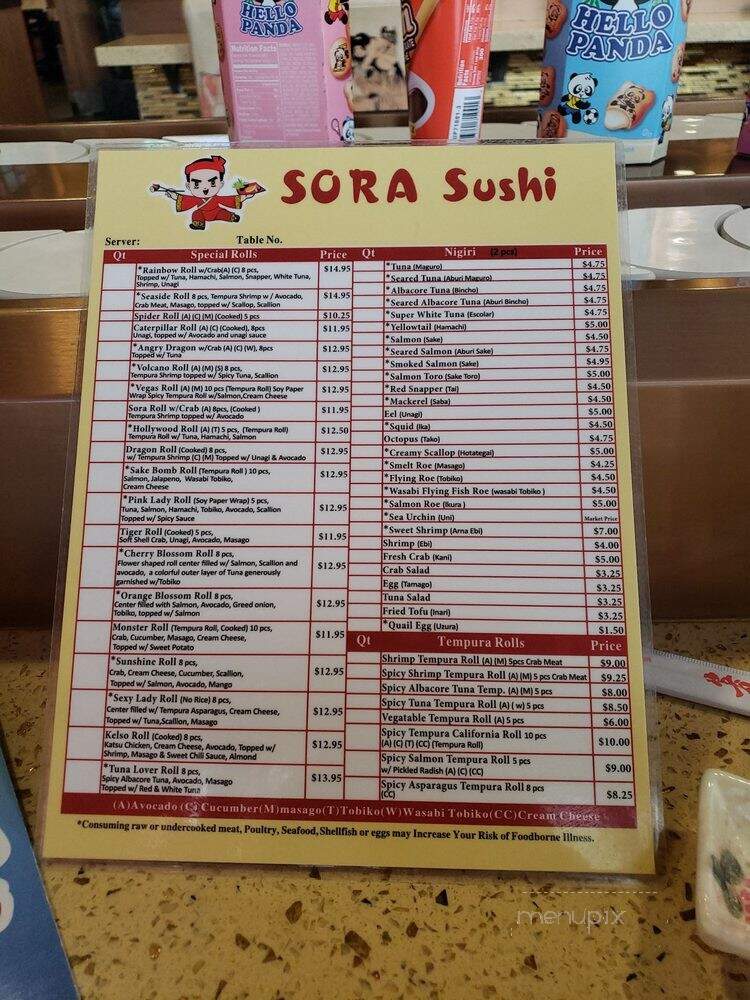 HELLO
PANDA
Nutrition Facts
HELLO
PANDA
SORA Sushi
Server: Table No.
Qt Special Rolls Price
*Rainbow Roll w/Crab(A) (C) 8 pcs, $14.95
Topped w/ Tuna, Hamachi, Salmon, Snapper, White Tuna,
Shrimp, Unagi
*Seaside Roll 8 pcs, Tempura Shrimp w/ Avocado, $14.95
Crab Meat, Masago, topped w/ Scallop, Scallion
Spider Roll (A) (C) (M) (Cooked) 5 pcs $10.25
Caterpillar Roll (A) (C) (Cooked), 8pcs $11.95
Unagi, topped w/ Avocado and unagi sauce
*Angry Dragon w/Crab (A) (C) (W), 8pcs $12.95
Topped w/ Tuna
*Volcano Roll (A) (M) (S) 8 pcs, $12.95
Tempura Shrimp topped w/ Spicy Tuna, Scallion
*Vegas Roll (A) (M) 10 pcs (Tempura Roll) Soy Paper $12.95
Wrap Spicy Tempura Roll w/Salmon,Cream Cheese
Sora Roll w/Crab (A) 8pcs, (Cooked ) $11.95
Tempura Shrimp topped w/ Avocado
*Hollywood Roll (A) (T) 5 pcs, (Tempura Roll) $12.50
Tempura Roll w/ Tuna, Hamachi, Salmon
Dragon Roll (Cooked) 8 pcs, $12.95
w/ Tempura Shrimp (C) (M) Topped w/ Unagi & Avocado
*Sake Bomb Roll (Tempura Roll ) 10 pcs, $12.95
Salmon, Jalapeno, Wasabi Tobiko,
Cream Cheese
*Pink Lady Roll (Soy Paper Wrap) 5 pcs, $12.95
Tuna, Salmon, Hamachi, Tobiko, Avocado, Scallion
Topped w/ Spicy Sauce
Tiger Roll (Cooked) 5 pcs, $11.95
Soft Shell Crab, Unagi, Avocado, Masago
*Cherry Blossom Roll 8 pcs, $12.95
Flower shaped roll center filled w/ Salmon, Scallion and
avocado, a colorful outer layer of Tuna generously
garnished w/Tobiko
*Orange Blossom Roll 8 pcs, $12.95
Center filled with Salmon, Avocado, Greed onion,
Tobiko, topped w/ Salmon
Monster Roll (Tempura Roll, Cooked) 10 pcs, $11.95
Crab, Cucumber, Masago, Cream Cheese,
Topped w/ Sweet Potato
*Sunshine Roll 8 pcs, $12.95
Crab, Cream Cheese, Cucumber, Scallion,
Topped w/ Salmon, Avocado, Mango
*Sexy Lady Roll (No Rice) 8 pcs, $12.95
Center filled w/ Tempura Asparagus, Cream Cheese,
Topped w/ Tuna,Scallion, Masago
Kelso Roll (Cooked) 8 pcs, $12.95
Katsu Chicken, Cream Cheese, Avocado, Topped w/
Shrimp, Masago & Sweet Chili Sauce, Almond
*Tuna Lover Roll 8 pcs, $13.95
Spicy Albacore Tuna, Avocado, Masago
Topped w/ Red & White Tuna
Qt Nigiri (2 pcs) Price
*Tuna (Maguro) $4.75
*Seared Tuna (Aburi Maguro) $4.75
*Albacore Tuna (Bincho) $4.75
*Seared Albacore Tuna (Aburi Bincho) $4.75
*Super White Tuna (Escolar) $4.75
*Yellowtail (Hamachi) $5.00
*Salmon (Sake) $4.50
*Seared Salmon (Aburi Sake) $4.75
*Smoked Salmon (Sake) $4.95
*Salmon Toro (Sake Toro) $5.00
*Red Snapper (Tai) $4.50
*Mackerel (Saba) $4.50
Eel (Unagi) $5.00
*Squid (Ika) $4.50
Octopus (Tako) $4.75
*Creamy Scallop (Hotategai) $5.00
*Smelt Roe (Masago) $4.25
*Flying Roe (Tobiko) $4.50
*Wasabi Flying Fish Roe (wasabi Tobiko ) $4.50
*Salmon Roe (Ikura ) $5.00
*Sea Urchin (Uni) Market Price
*Sweet Shrimp (Arna Ebi) $7.00
Shrimp (Ebi) $4.00
Fresh Crab (Kani) $5.00
Crab Salad $3.25
Egg (Tamago) $3.25
Tuna Salad $3.25
Fried Tofu (Inari) $3.25
*Quail Egg (Uzura) $1.50
Qt Tempura Rolls Price
Shrimp Tempura Roll (A) (M) 5pcs Crab Meat $9.00
Spicy Shrimp Tempura Roll (A) (M) 5 pcs Crab Meat $9.25
Spicy Albacore Tuna Temp. (A) (M) 5 pcs $8.00
Spicy Tuna Tempura Roll (A) ( w) 5 pcs $8.50
Vegatable Tempura Roll (A) 5 pcs $6.00
Spicy Tempura California Roll 10 pcs $10.00
(A) (C) (T) (CC) (Tempura Roll)
Spicy Salmon Tempura Roll 5 pcs $9.00
w/ Pickled Radish (A) (C) (CC)
Spicy Asparagus Tempura Roll 8 pcs $8.25
(CC)
(A)Avocado (C) Cucumber(M)masago(T)Tobiko(W)Wasabi Tobiko(CC)Cream Cheese
*Consuming raw or undercooked meat, Poultry, Seafood, Shellfish or eggs may Increase Your Risk of Foodborne Illness.
menupix